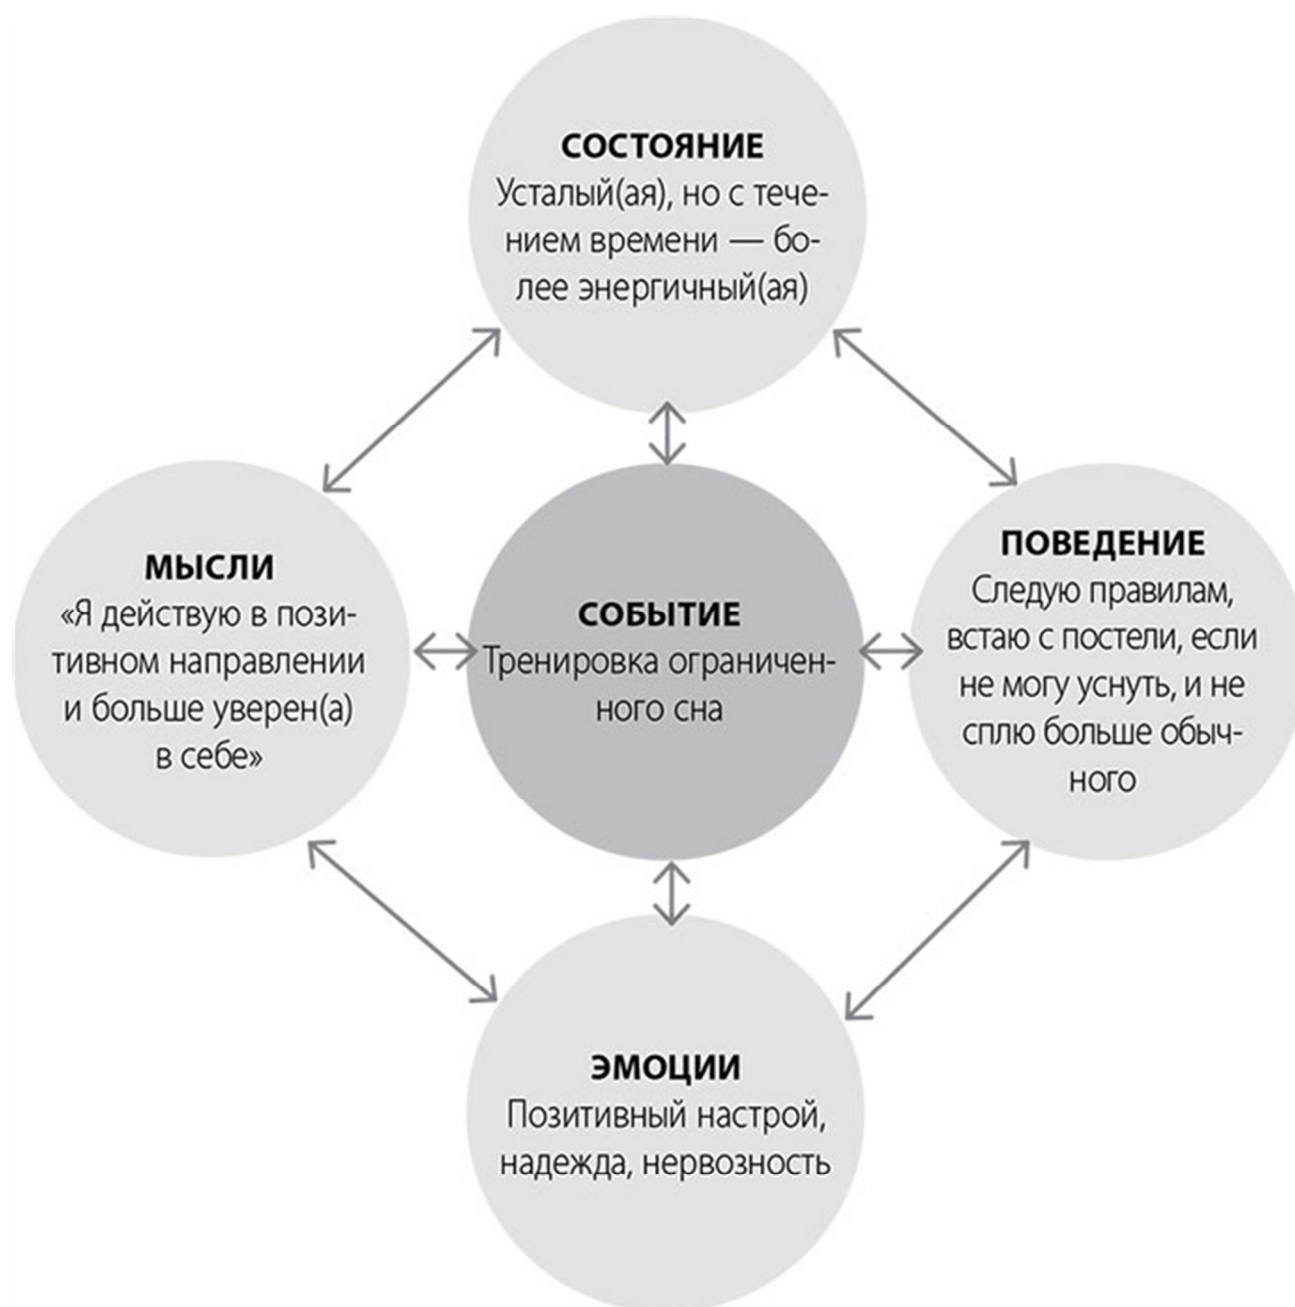 СОСТОЯНИЕ
Усталый(ая), но с тече-
нием времени — бо-
лее энергичный(ая)
МЫСЛИ
«Я действую в пози-
тивном направлении
и больше уверен(а)
в себе»
СОБЫТИЕ
Тренировка ограничен-
ного сна
ПОВЕДЕНИЕ
Следую правилам,
встаю с постели, если
не могу уснуть, и не
сплю больше обыч-
ного
ЭМОЦИИ
Позитивный настрой,
надежда, нервозность